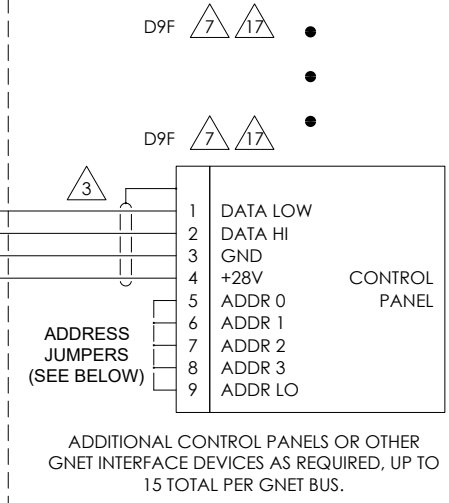 D9F 7 17
D9F 7 17
3
1 DATA LOW
2 DATA HI
3 GND
4 +28V CONTROL
5 ADDR 0 PANEL
6 ADDR 1
7 ADDR 2
8 ADDR 3
9 ADDR LO
ADDRESS
JUMPERS
(SEE BELOW)
ADDITIONAL CONTROL PANELS OR OTHER
GNET INTERFACE DEVICES AS REQUIRED, UP TO
15 TOTAL PER GNET BUS.